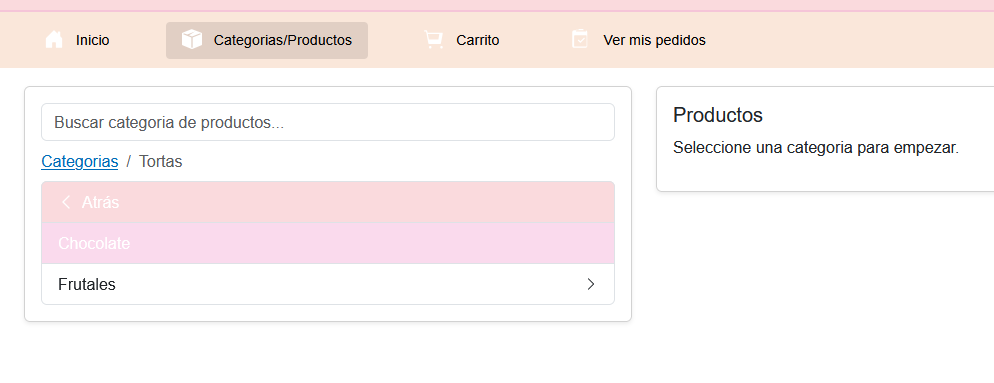 Inicio
Categorias/Productos
Carrito
Ver mis pedidos
Buscar categoria de productos...
Categorias / Tortas
Atrás
Chocolate
Frutales
Productos
Seleccione una categoria para empezar.